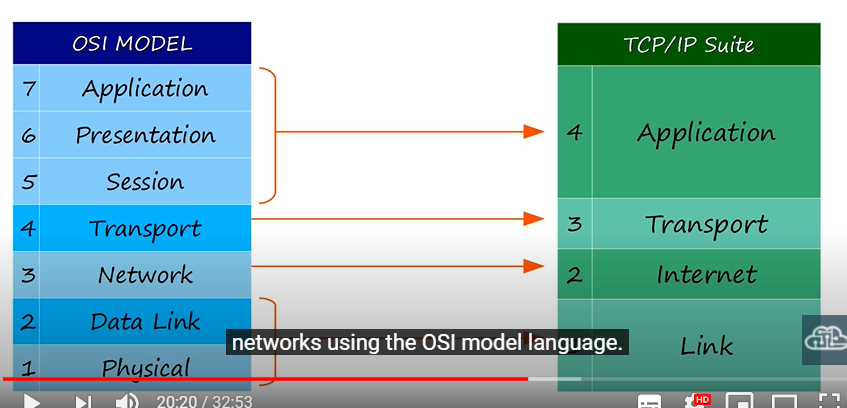 OSI MODEL
7 Application
6 Presentation
5 Session
4 Transport
3 Network
2 Data Link
1 Physical
TCP/IP Suite
4 Application
3 Transport
2 Internet
Link
networks using the OSI model language.
20:20 / 32:53
HD